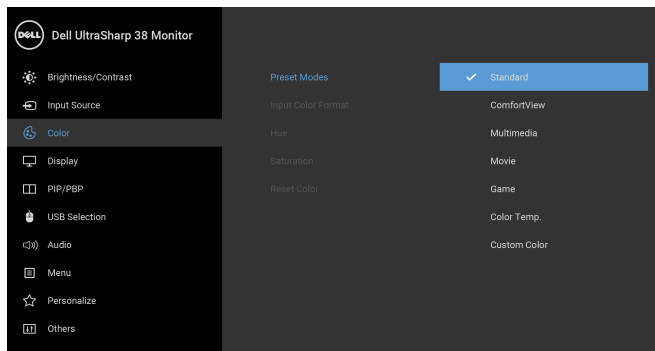 DELL
Dell UltraSharp 38 Monitor
Brightness/Contrast
Preset Modes
Standard
Input Source
Input Color Format
ComfortView
Color
Hue
Multimedia
Display
Saturation
Movie
PIP/PBP
Reset Color
Game
USB Selection
Color Temp.
Audio
Custom Color
Menu
Personalize
Others